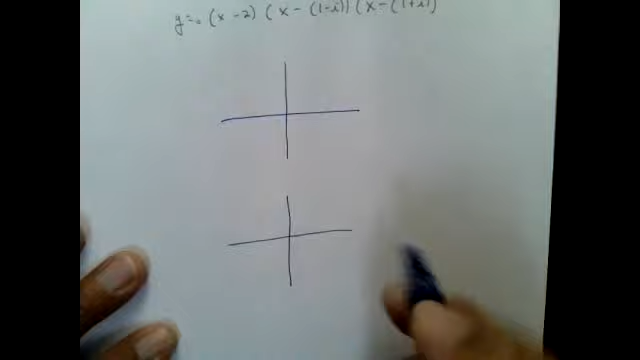 y = (x - 2) (x - (1-i)) (x - (1+i))